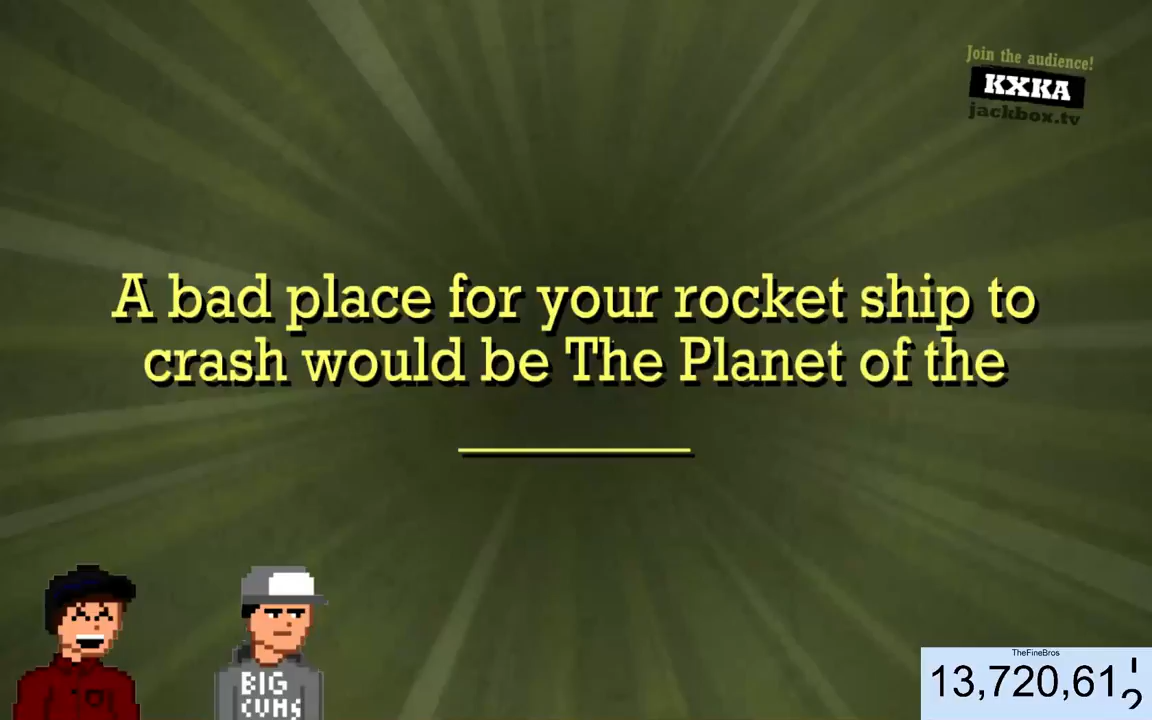 Join the audience!
KXKA
jackbox.tv
A bad place for your rocket ship to
crash would be The Planet of the
BIG
CUMS
TheFineBros
13,720,61